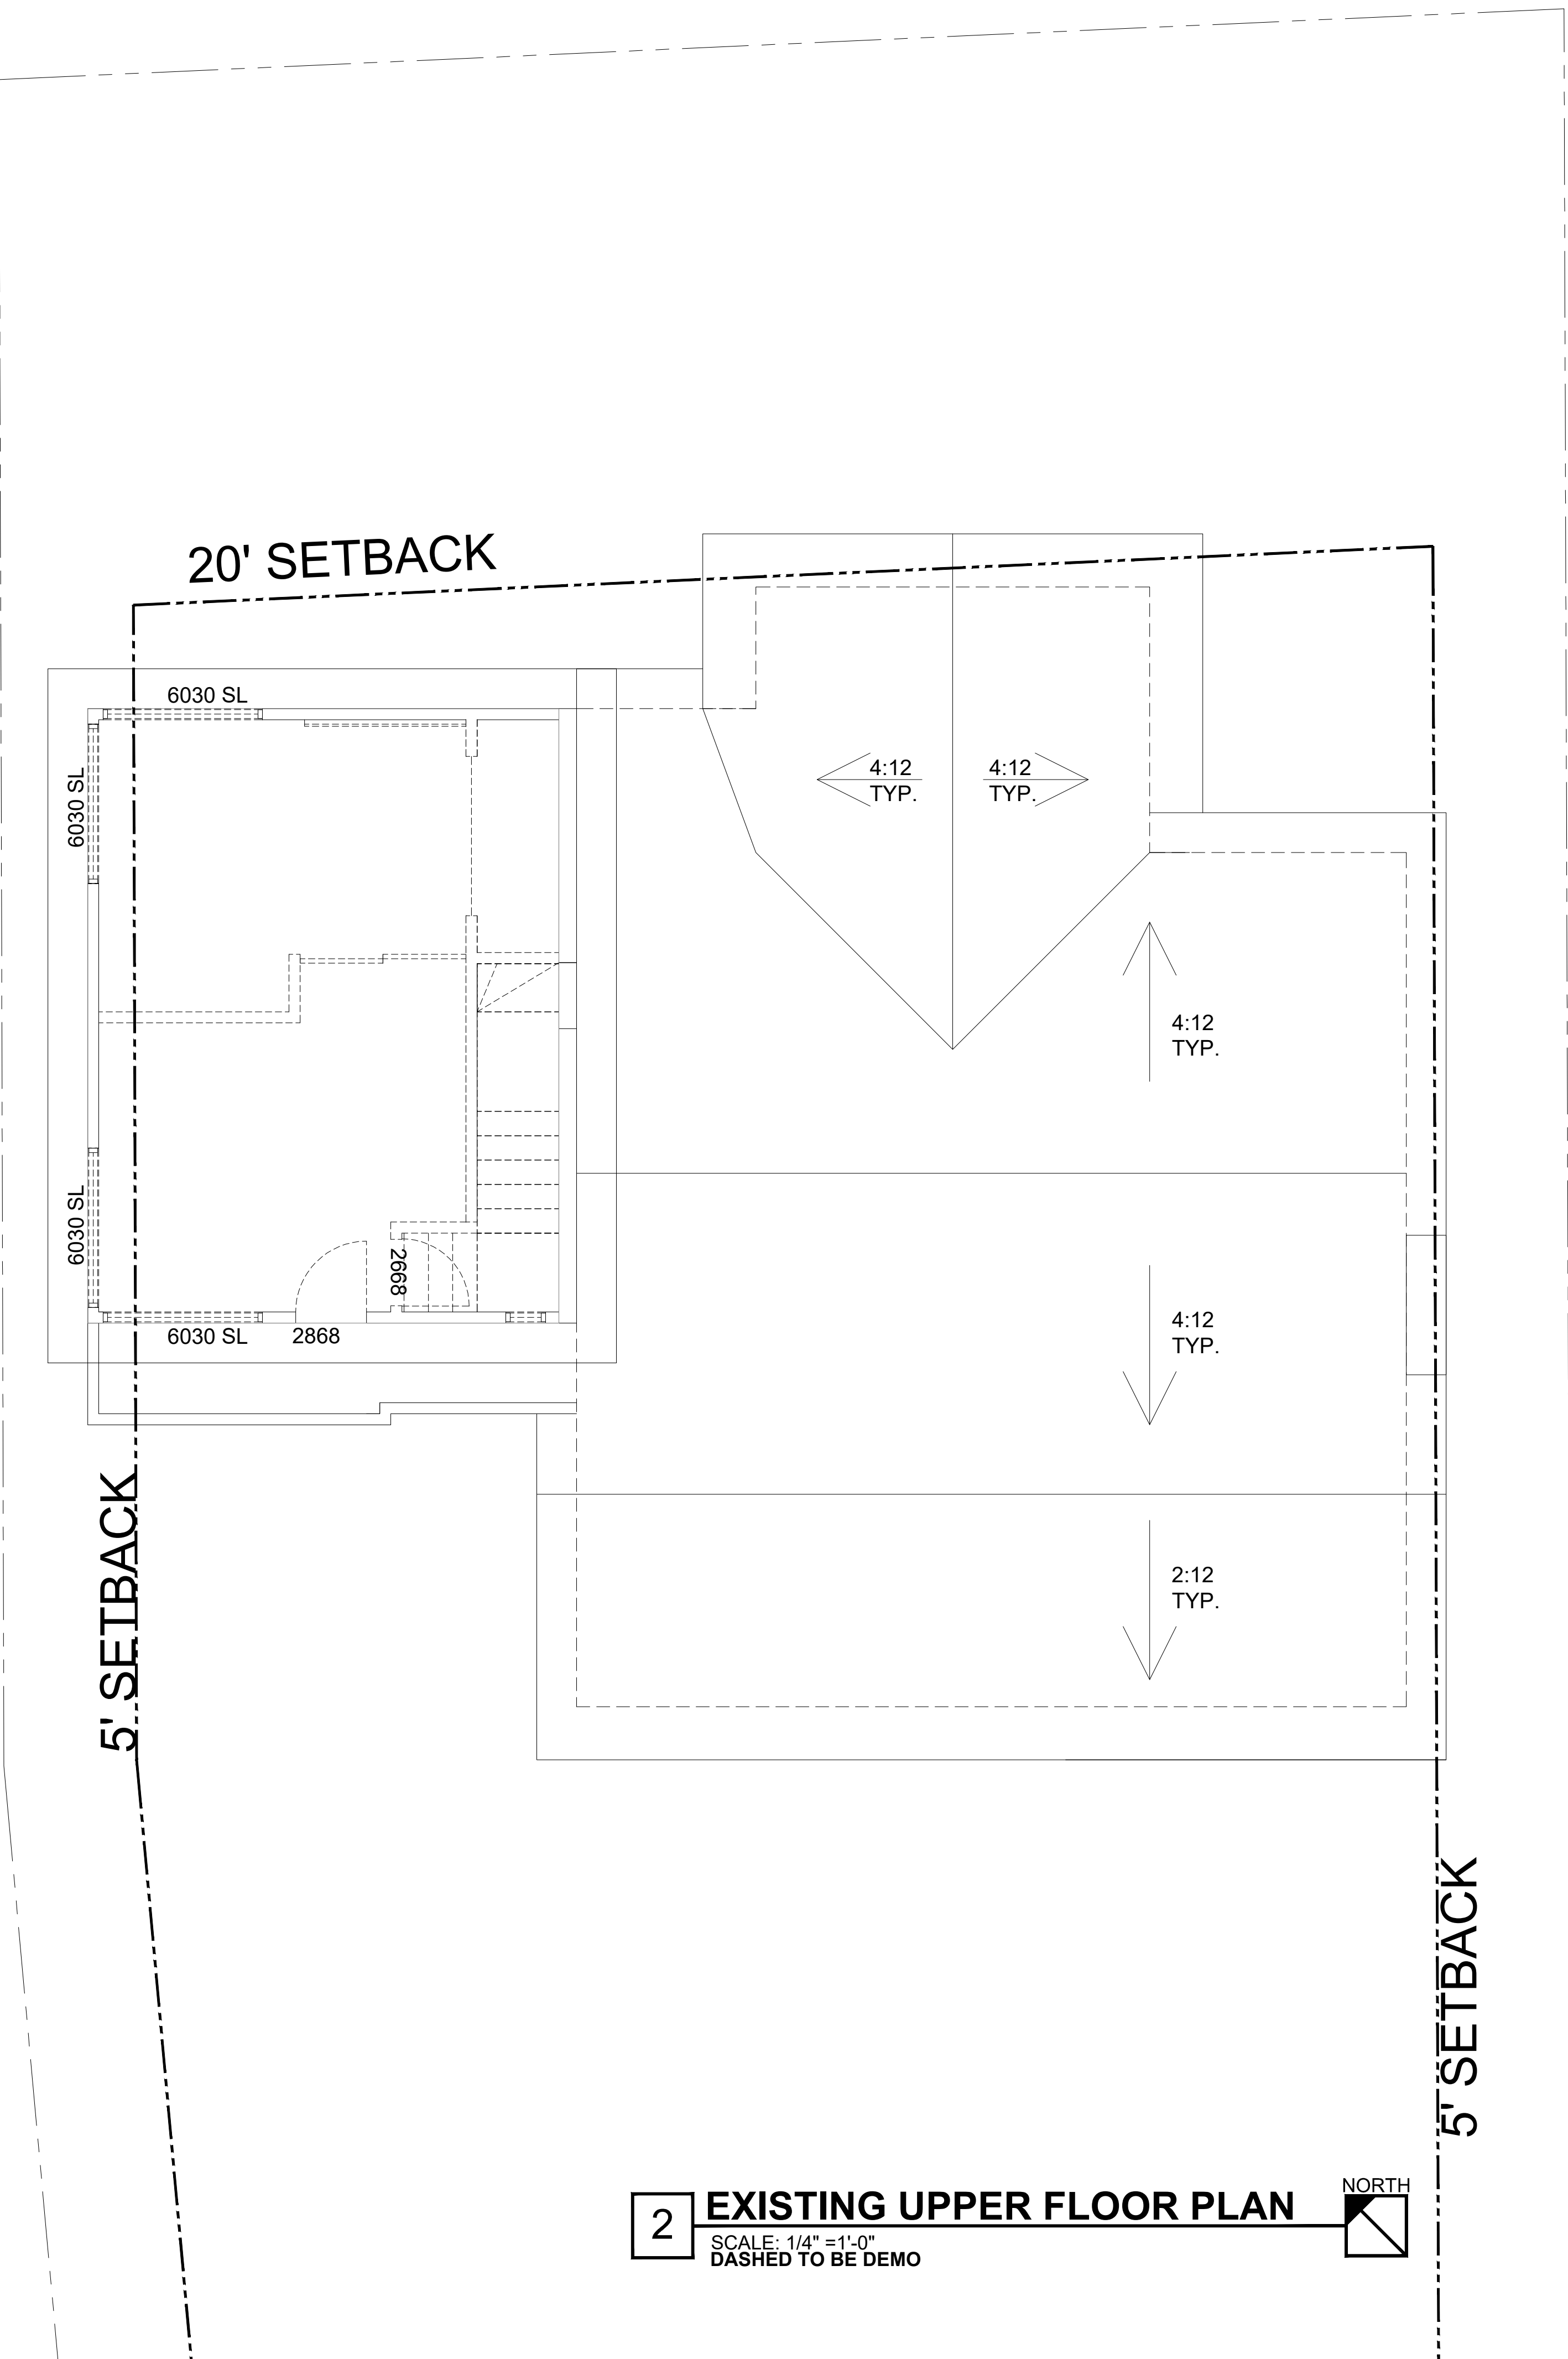 20' SETBACK
6030 SL
6030 SL
4:12
TYP.
4:12
TYP.
4:12
TYP.
6030 SL
2668
6030 SL
2868
4:12
TYP.
5' SETBACK
2:12
TYP.
5' SETBACK
2
EXISTING UPPER FLOOR PLAN
NORTH
SCALE: 1/4" =1'-0"
DASHED TO BE DEMO